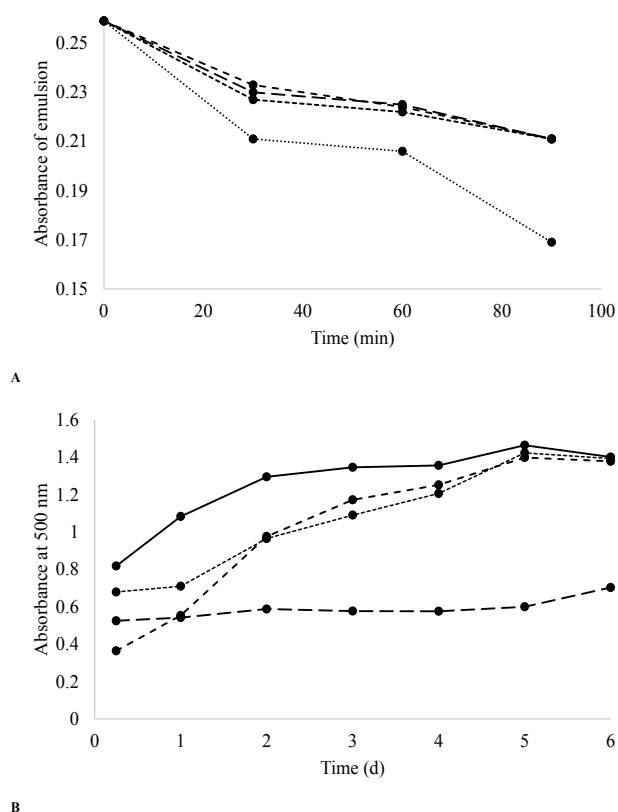 0.25
0.23
0.21
0.19
0.17
0.15
Absorbance of emulsion
0 20 40 60 80 100
Time (min)
A
1.6
1.4
1.2
1
0.8
0.6
0.4
0.2
0
Absorbance at 500 nm
0 1 2 3 4 5 6
Time (d)
B